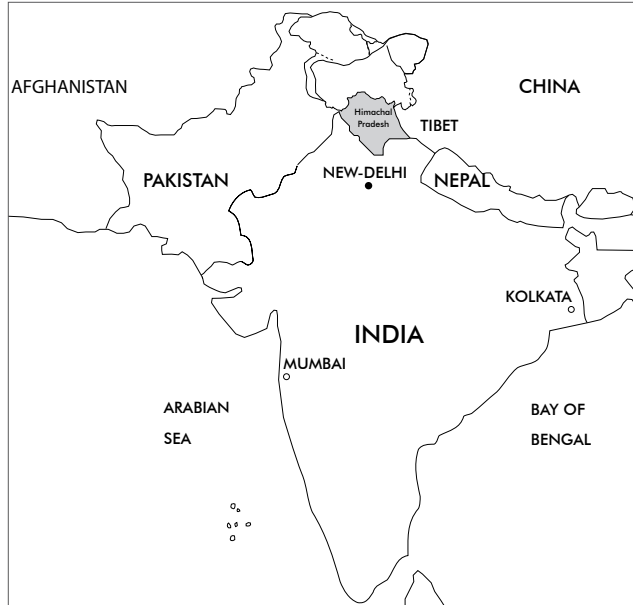 AFGHANISTAN
CHINA
Himachal
Pradesh
TIBET
PAKISTAN
NEW-DELHI
NEPAL
KOLKATA
INDIA
MUMBAI
ARABIAN
SEA
BAY OF
BENGAL